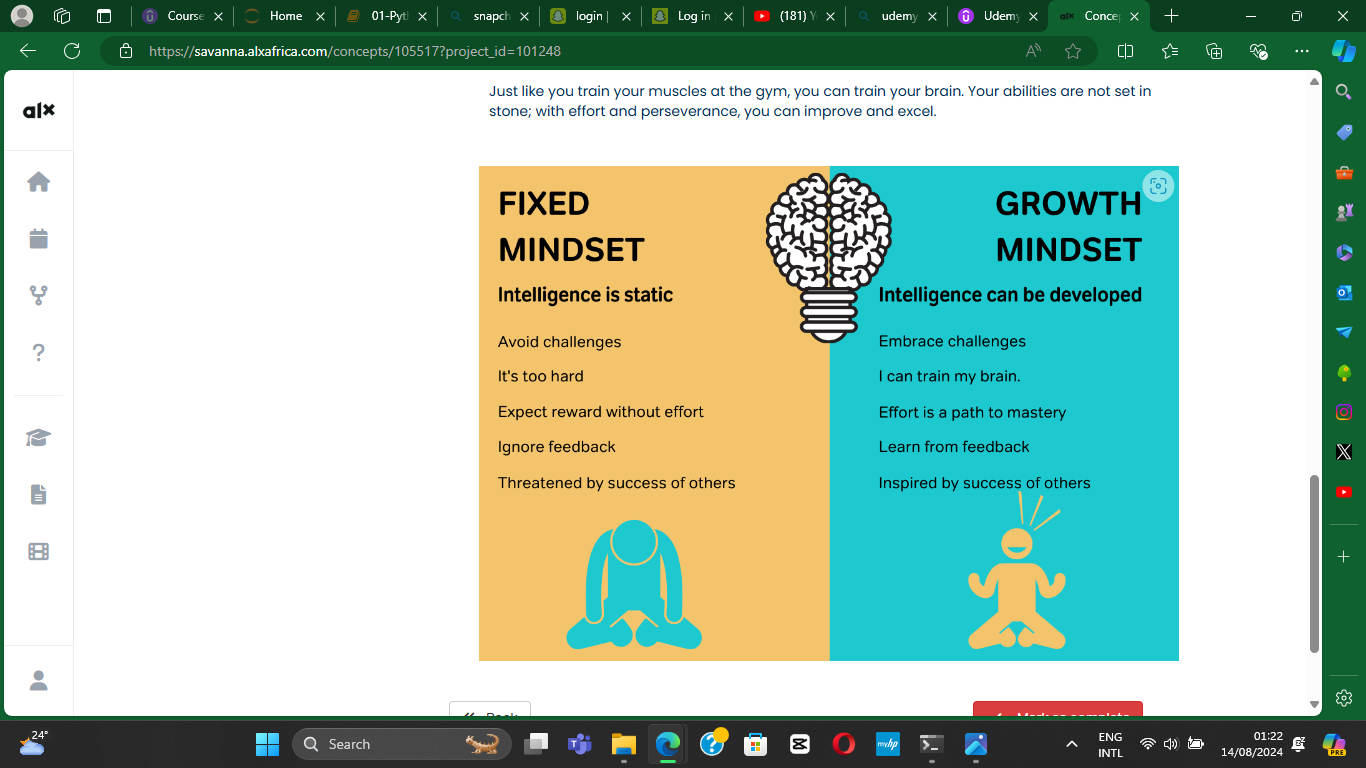 Course
Home
01-Pyt
snapch
login |
Log in
(181) Y
udemy
Udemy
alx
Conce
https://savanna.alxafrica.com/concepts/105517?project_id=101248
alx
Just like you train your muscles at the gym, you can train your brain. Your abilities are not set in
stone; with effort and perseverance, you can improve and excel.
FIXED
MINDSET
Intelligence is static
Avoid challenges
It's too hard
Expect reward without effort
Ignore feedback
Threatened by success of others
GROWTH
MINDSET
Intelligence can be developed
Embrace challenges
I can train my brain.
Effort is a path to mastery
Learn from feedback
Inspired by success of others
Back
Mark as complete
24°
Search
myhp
ENG
INTL
01:22
14/08/2024
PRE